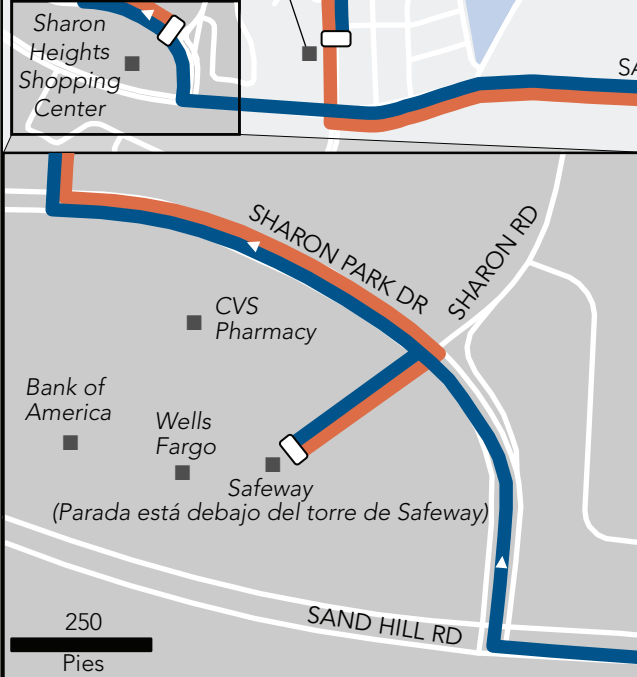 Sharon
Heights
Shopping
Center
SA
SHARON PARK DR
SHARON RD
CVS
Pharmacy
Bank of
America
Wells
Fargo
Safeway
(Parada está debajo del torre de Safeway)
SAND HILL RD
250
Pies